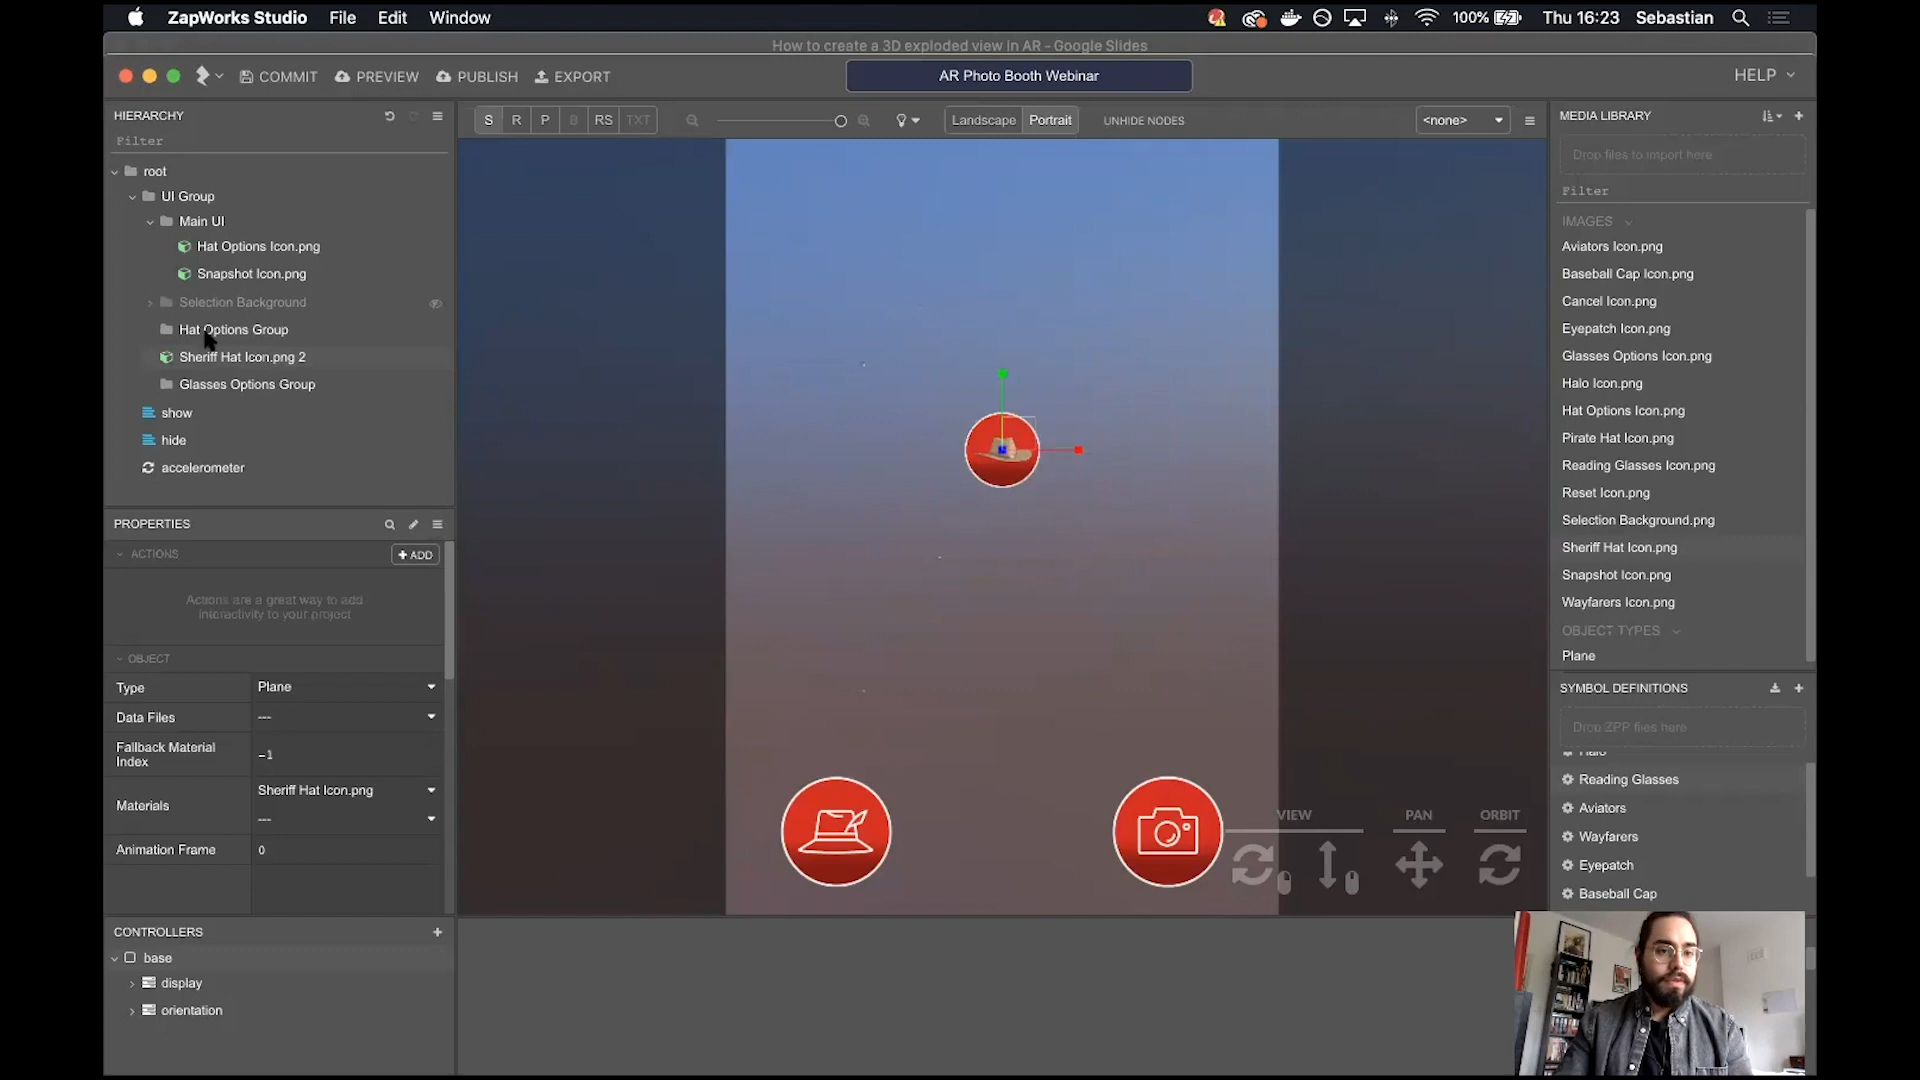 ZapWorks Studio File Edit Window 100% Thu 16:23 Sebastian
How to create a 3D exploded view in AR - Google Slides
COMMIT PREVIEW PUBLISH EXPORT AR Photo Booth Webinar HELP
HIERARCHY
Filter
root
UI Group
Main UI
Hat Options Icon.png
Snapshot Icon.png
Selection Background
Hat Options Group
Sheriff Hat Icon.png 2
Glasses Options Group
show
hide
accelerometer
PROPERTIES
ACTIONS + ADD
Actions are a great way to add
interactivity to your project
OBJECT
Type Plane
Data Files ---
Fallback Material
Index -1
Materials Sheriff Hat Icon.png
---
Animation Frame 0
CONTROLLERS
base
display
orientation
S R P B RS TXT Landscape Portrait UNHIDE NODES <none>
VIEW PAN ORBIT
MEDIA LIBRARY
Drop files to import here
Filter
IMAGES
Aviators Icon.png
Baseball Cap Icon.png
Cancel Icon.png
Eyepatch Icon.png
Glasses Options Icon.png
Halo Icon.png
Hat Options Icon.png
Pirate Hat Icon.png
Reading Glasses Icon.png
Reset Icon.png
Selection Background.png
Sheriff Hat Icon.png
Snapshot Icon.png
Wayfarers Icon.png
OBJECT TYPES
Plane
SYMBOL DEFINITIONS
Drop ZPP files here
Halo
Reading Glasses
Aviators
Wayfarers
Eyepatch
Baseball Cap